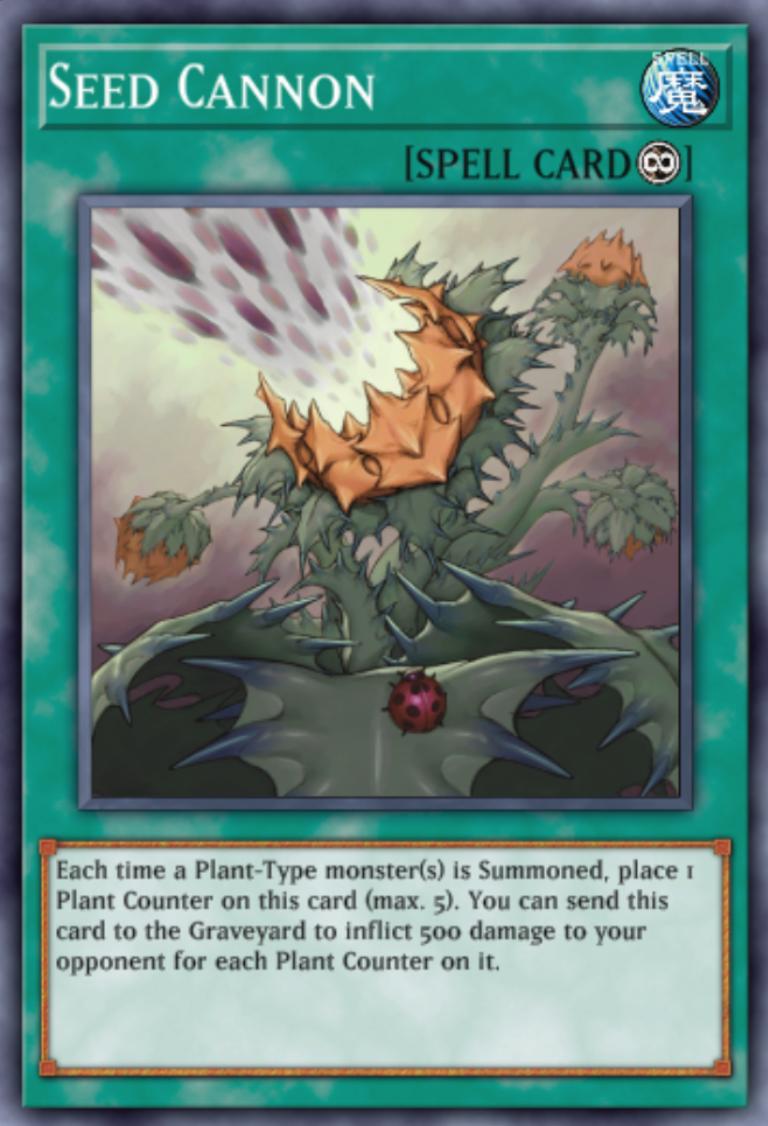 SEED CANNON
SPELL
魔
[SPELL CARD]
Each time a Plant-Type monster(s) is Summoned, place 1
Plant Counter on this card (max. 5). You can send this
card to the Graveyard to inflict 500 damage to your
opponent for each Plant Counter on it.